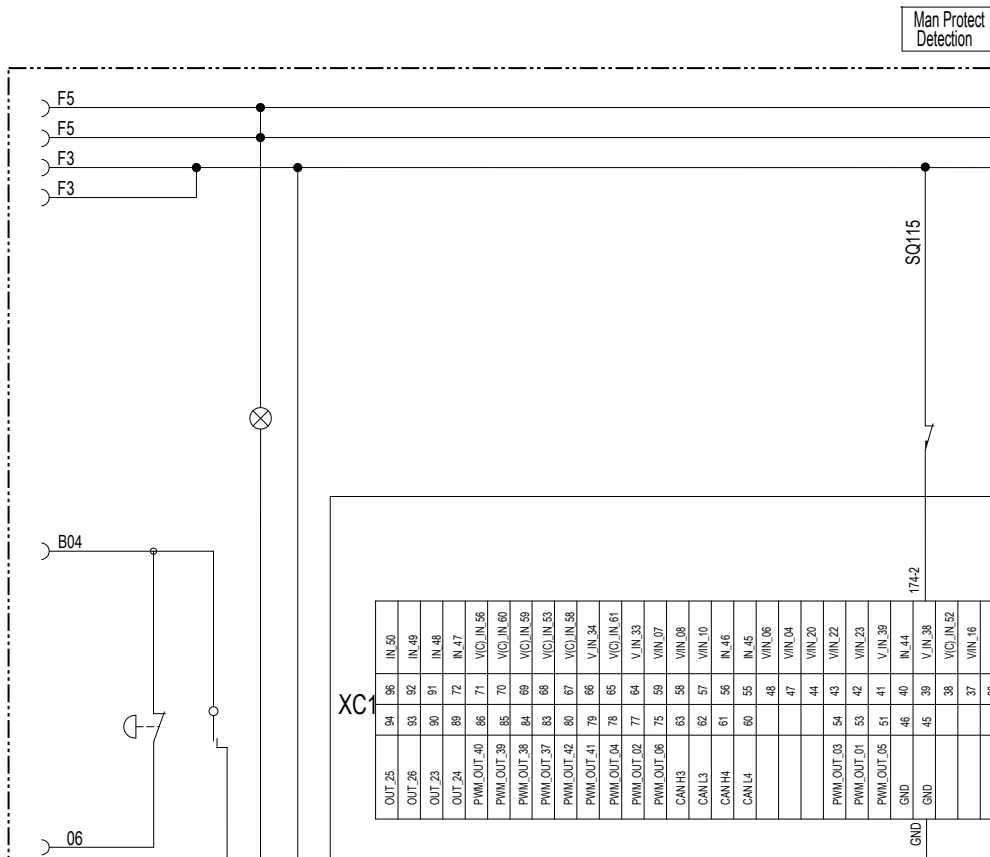 Man Protect
Detection
F5
F5
F3
F3
SQ115
B04
174-2
XC1
IN_50 IN_49 IN_48 IN_47 V(C)_IN_56 V(C)_IN_60 V(C)_IN_59 V(C)_IN_53 V(C)_IN_58 V_IN_34 V(C)_IN_61 V_IN_33 V/IN_07 V/IN_08 V/IN_10 IN_46 IN_45 V/IN_06 V/IN_04 V/IN_20 V/IN_22 V/IN_23 V_IN_39 IN_44 V_IN_38 V(C)_IN_52 V/IN_16
96 92 91 72 71 70 69 68 67 66 65 64 59 58 57 56 55 48 47 44 43 42 41 40 39 38 37
94 93 90 89 86 85 84 83 80 79 78 77 75 63 62 61 60 54 53 51 46 45
OUT_25 OUT_26 OUT_23 OUT_24 PWM_OUT_40 PWM_OUT_39 PWM_OUT_38 PWM_OUT_37 PWM_OUT_42 PWM_OUT_41 PWM_OUT_04 PWM_OUT_02 PWM_OUT_06 CAN H3 CAN L3 CAN H4 CAN L4 PWM_OUT_03 PWM_OUT_01 PWM_OUT_05 GND GND
06
GND